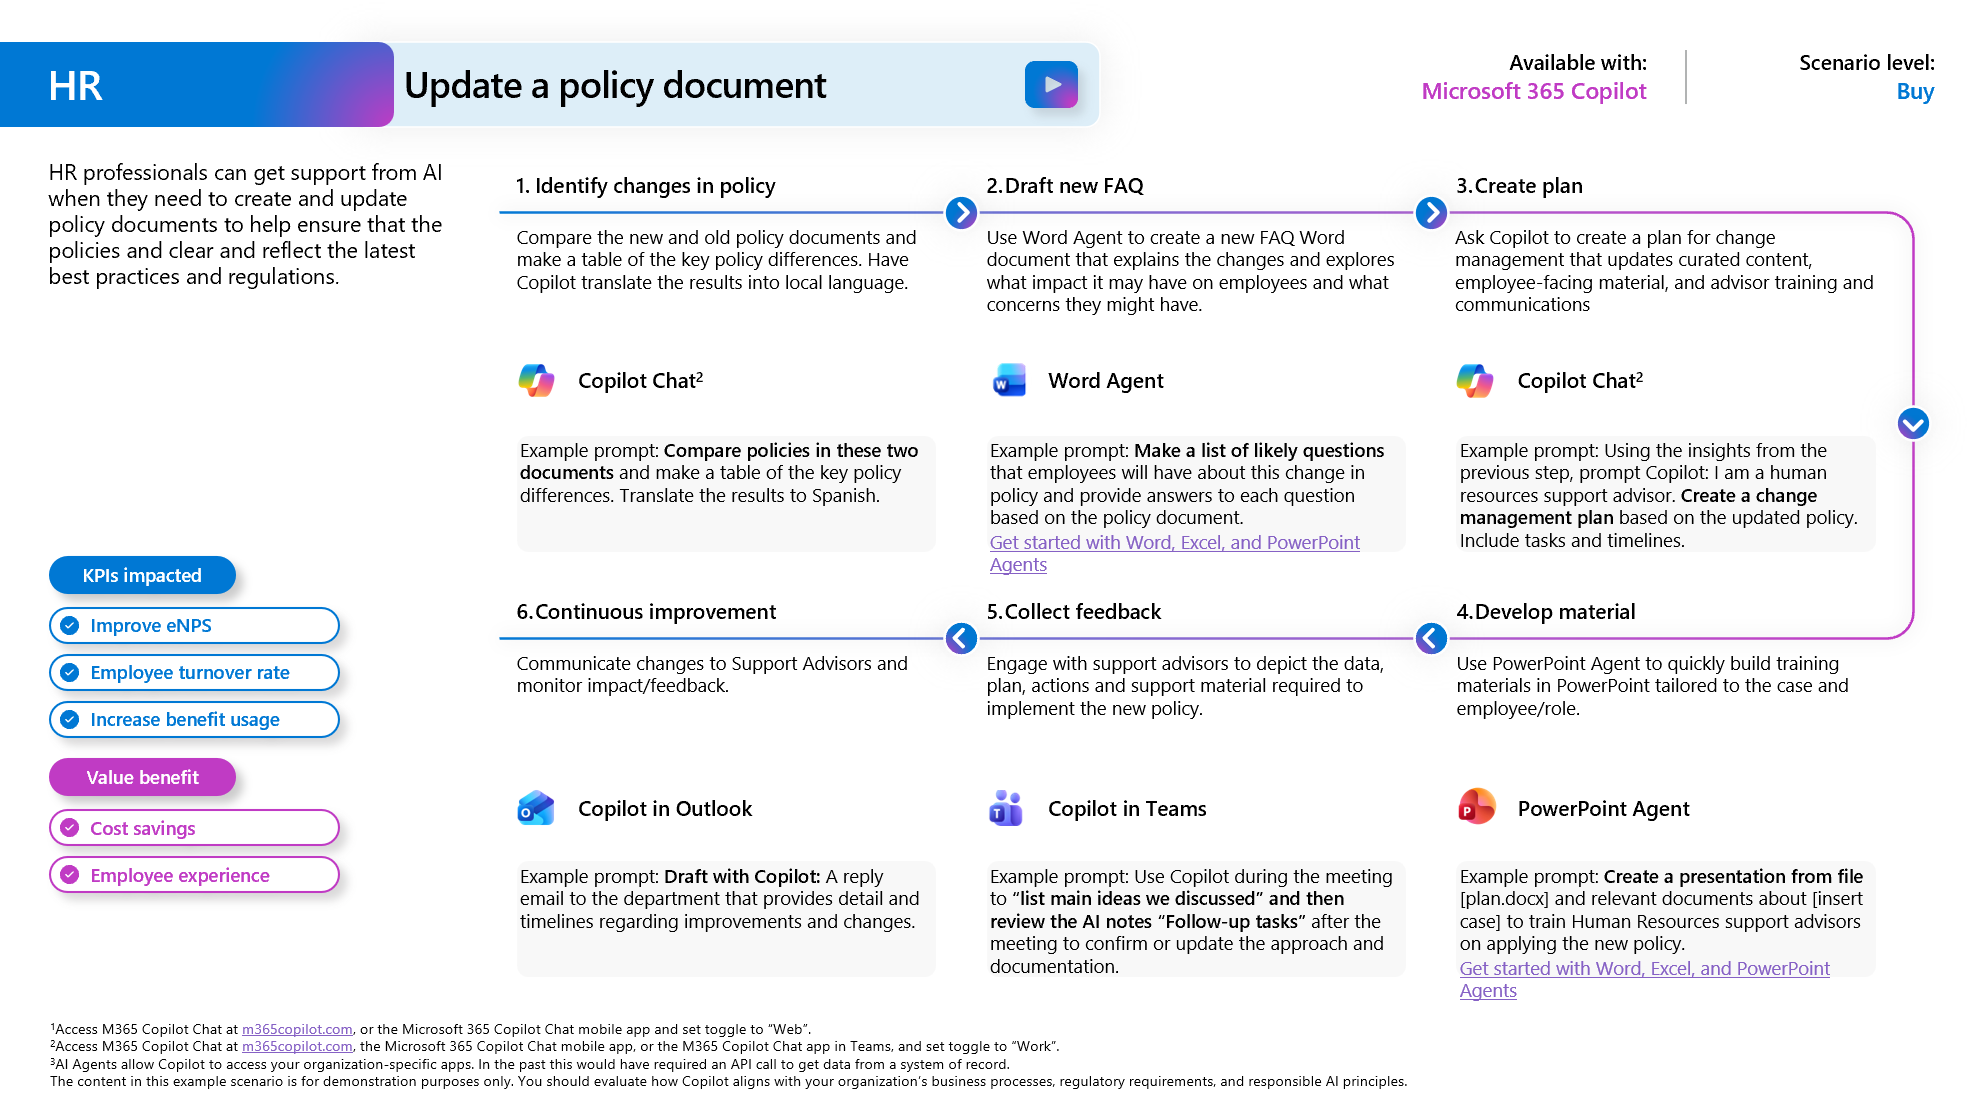 HR
Update a policy document
Available with:
Microsoft 365 Copilot
Scenario level:
Buy
HR professionals can get support from AI
when they need to create and update
policy documents to help ensure that the
policies and clear and reflect the latest
best practices and regulations.
KPIs impacted
Improve eNPS
Employee turnover rate
Increase benefit usage
Value benefit
Cost savings
Employee experience
1. Identify changes in policy
Compare the new and old policy documents and
make a table of the key policy differences. Have
Copilot translate the results into local language.
Copilot Chat²
Example prompt: Compare policies in these two
documents and make a table of the key policy
differences. Translate the results to Spanish.
2.Draft new FAQ
Use Word Agent to create a new FAQ Word
document that explains the changes and explores
what impact it may have on employees and what
concerns they might have.
W
Word Agent
Example prompt: Make a list of likely questions
that employees will have about this change in
policy and provide answers to each question
based on the policy document.
Get started with Word, Excel, and PowerPoint
Agents
3.Create plan
Ask Copilot to create a plan for change
management that updates curated content,
employee-facing material, and advisor training and
communications
Copilot Chat²
Example prompt: Using the insights from the
previous step, prompt Copilot: I am a human
resources support advisor. Create a change
management plan based on the updated policy.
Include tasks and timelines.
4.Develop material
Use PowerPoint Agent to quickly build training
materials in PowerPoint tailored to the case and
employee/role.
P
PowerPoint Agent
Example prompt: Create a presentation from file
[plan.docx] and relevant documents about [insert
case] to train Human Resources support advisors
on applying the new policy.
Get started with Word, Excel, and PowerPoint
Agents
5.Collect feedback
Engage with support advisors to depict the data,
plan, actions and support material required to
implement the new policy.
T
Copilot in Teams
Example prompt: Use Copilot during the meeting
to “list main ideas we discussed” and then
review the AI notes “Follow-up tasks” after the
meeting to confirm or update the approach and
documentation.
6.Continuous improvement
Communicate changes to Support Advisors and
monitor impact/feedback.
O
Copilot in Outlook
Example prompt: Draft with Copilot: A reply
email to the department that provides detail and
timelines regarding improvements and changes.
¹Access M365 Copilot Chat at m365copilot.com, or the Microsoft 365 Copilot Chat mobile app and set toggle to “Web”.
²Access M365 Copilot Chat at m365copilot.com, the Microsoft 365 Copilot Chat mobile app, or the M365 Copilot Chat app in Teams, and set toggle to “Work”.
³AI Agents allow Copilot to access your organization-specific apps. In the past this would have required an API call to get data from a system of record.
The content in this example scenario is for demonstration purposes only. You should evaluate how Copilot aligns with your organization’s business processes, regulatory requirements, and responsible AI principles.